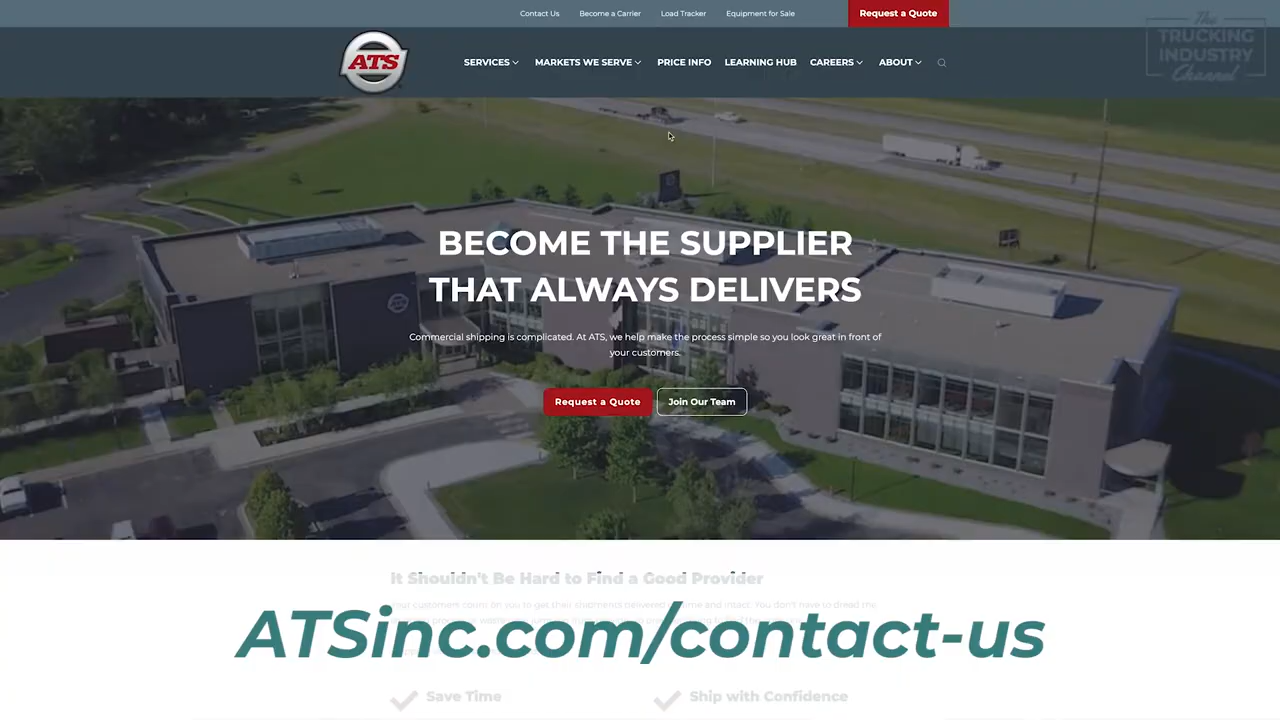 Contact Us
Become a Carrier
Load Tracker
Equipment for Sale
Request a Quote
The
TRUCKING
INDUSTRY
Channel
ATS
SERVICES
MARKETS WE SERVE
PRICE INFO
LEARNING HUB
CAREERS
ABOUT
BECOME THE SUPPLIER
THAT ALWAYS DELIVERS
Commercial shipping is complicated. At ATS, we help make the process simple so you look great in front of
your customers.
Request a Quote
Join Our Team
It Shouldn't Be Hard to Find a Good Provider
ATSinc.com/contact-us
Save Time
Ship with Confidence